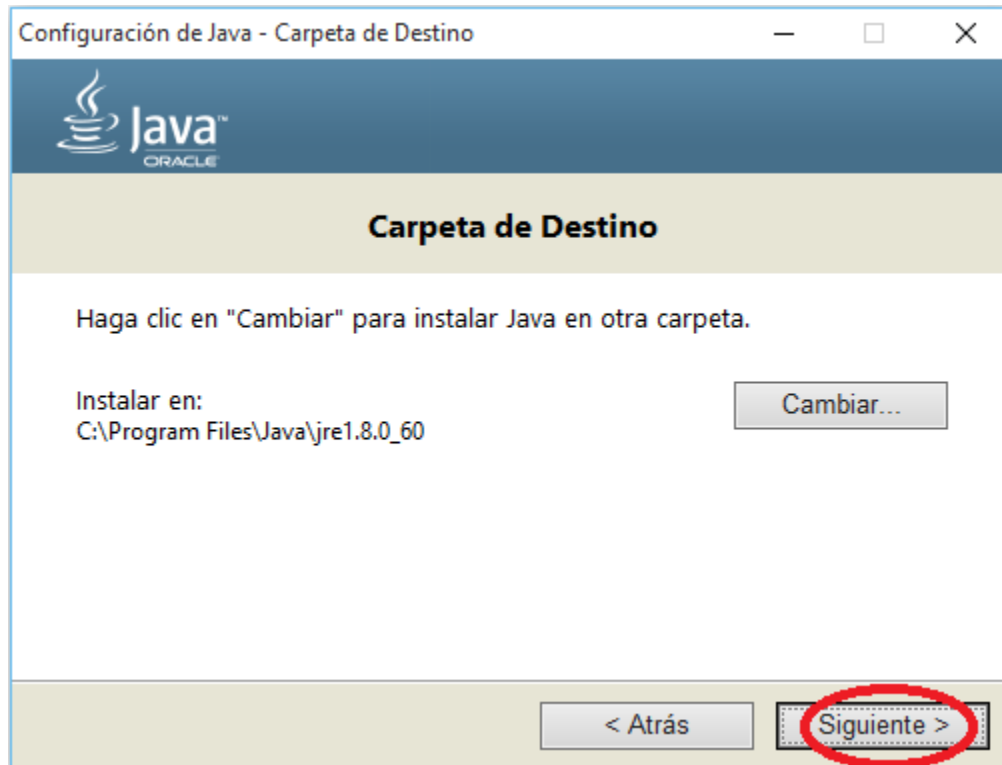 Configuración de Java - Carpeta de Destino
Java™
ORACLE
Carpeta de Destino
Haga clic en "Cambiar" para instalar Java en otra carpeta.
Instalar en:
C:\Program Files\Java\jre1.8.0_60
Cambiar...
< Atrás
Siguiente >